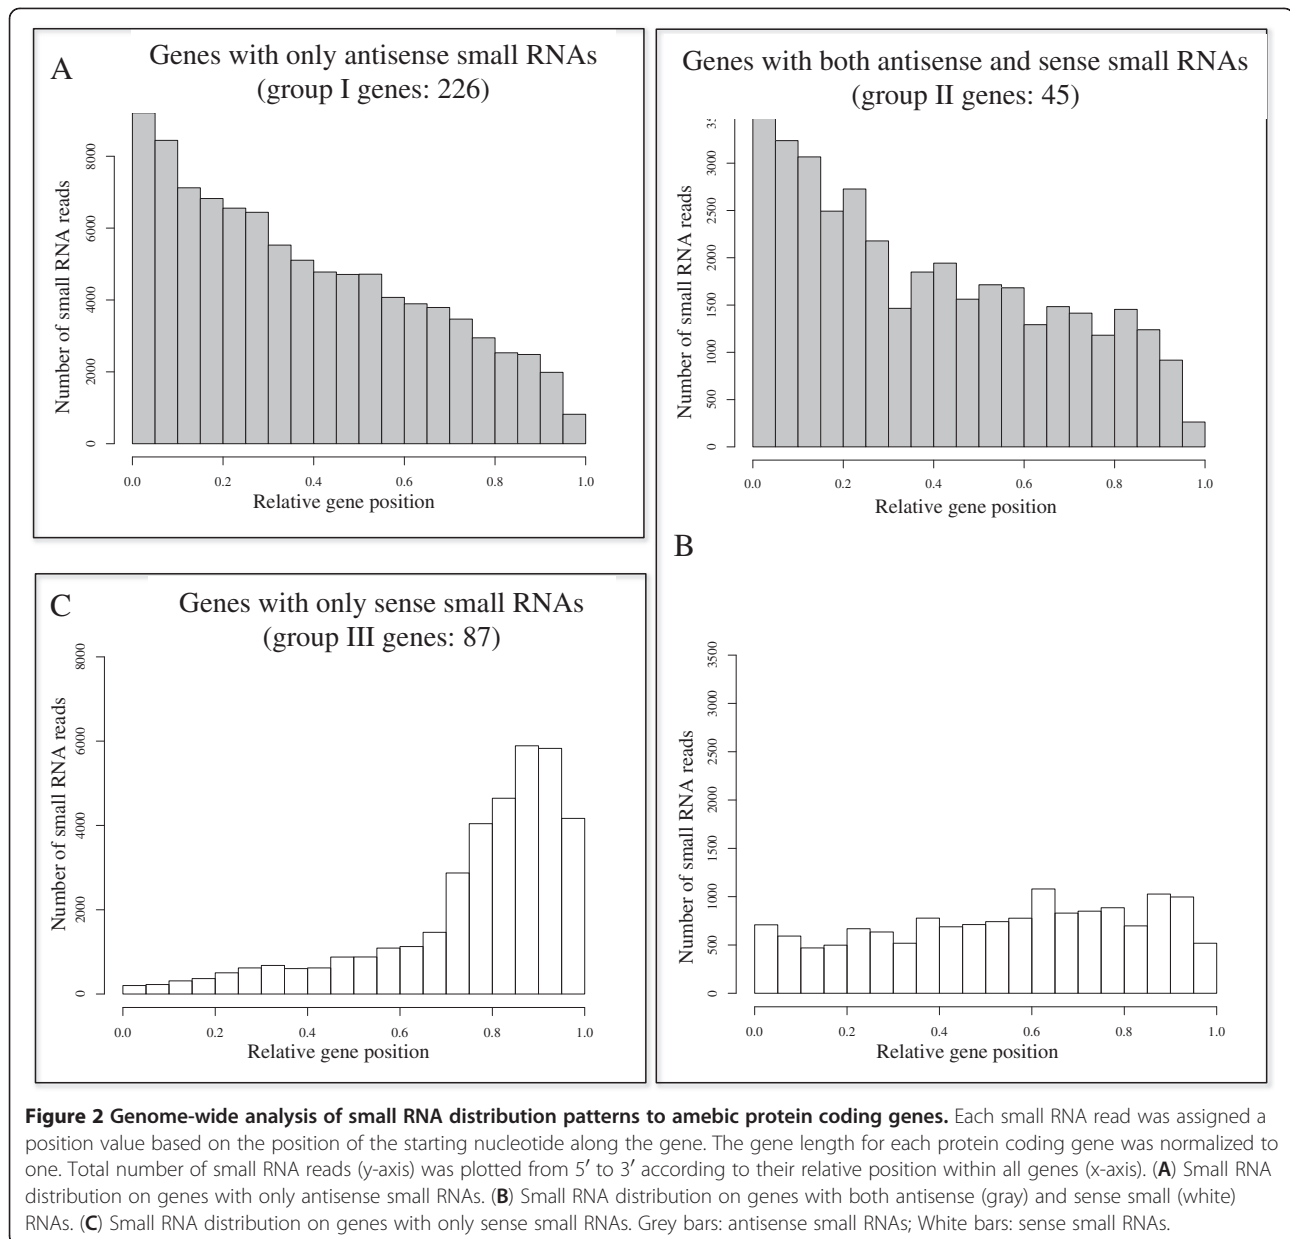 A
Genes with only antisense small RNAs
(group I genes: 226)
Number of small RNA reads
0
2000
4000
6000
8000
0.0
0.2
0.4
0.6
0.8
1.0
Relative gene position
Genes with both antisense and sense small RNAs
(group II genes: 45)
Number of small RNA reads
0
500
1000
1500
2000
2500
3000
0.0
0.2
0.4
0.6
0.8
1.0
Relative gene position
B
Number of small RNA reads
0
500
1000
1500
2000
2500
3000
3500
0.0
0.2
0.4
0.6
0.8
1.0
Relative gene position
C
Genes with only sense small RNAs
(group III genes: 87)
Number of small RNA reads
0
2000
4000
6000
8000
0.0
0.2
0.4
0.6
0.8
1.0
Relative gene position
Figure 2 Genome-wide analysis of small RNA distribution patterns to amebic protein coding genes. Each small RNA read was assigned a
position value based on the position of the starting nucleotide along the gene. The gene length for each protein coding gene was normalized to
one. Total number of small RNA reads (y-axis) was plotted from 5′ to 3′ according to their relative position within all genes (x-axis). (A) Small RNA
distribution on genes with only antisense small RNAs. (B) Small RNA distribution on genes with both antisense (gray) and sense small (white)
RNAs. (C) Small RNA distribution on genes with only sense small RNAs. Grey bars: antisense small RNAs; White bars: sense small RNAs.